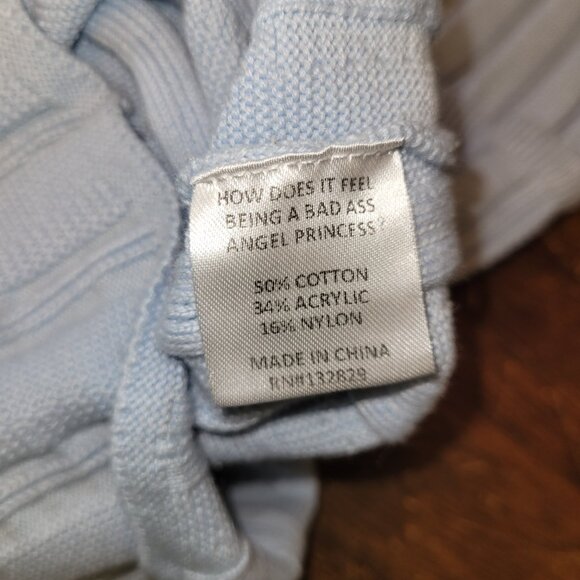 HOW DOES IT FEEL
BEING A BAD ASS
ANGEL PRINCESS?
50% COTTON
34% ACRYLIC
16% NYLON
MADE IN CHINA
RN#132829